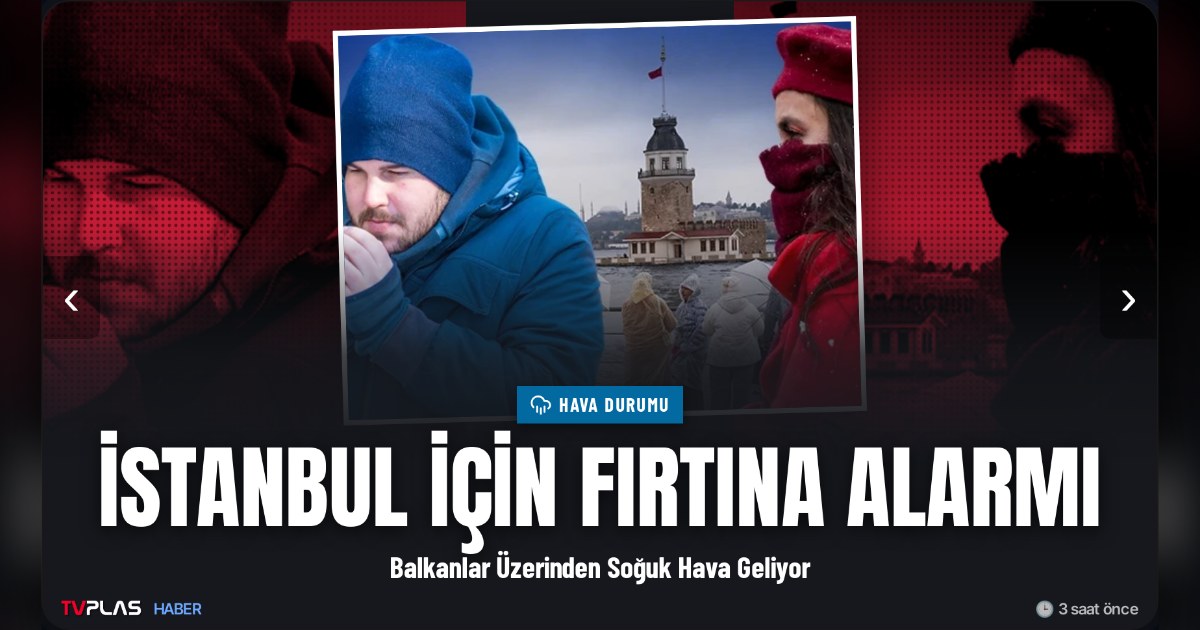 HAVA DURUMU
İSTANBUL İÇİN FIRTINA ALARMI
Balkanlar Üzerinden Soğuk Hava Geliyor
TVPLAS HABER
3 saat önce